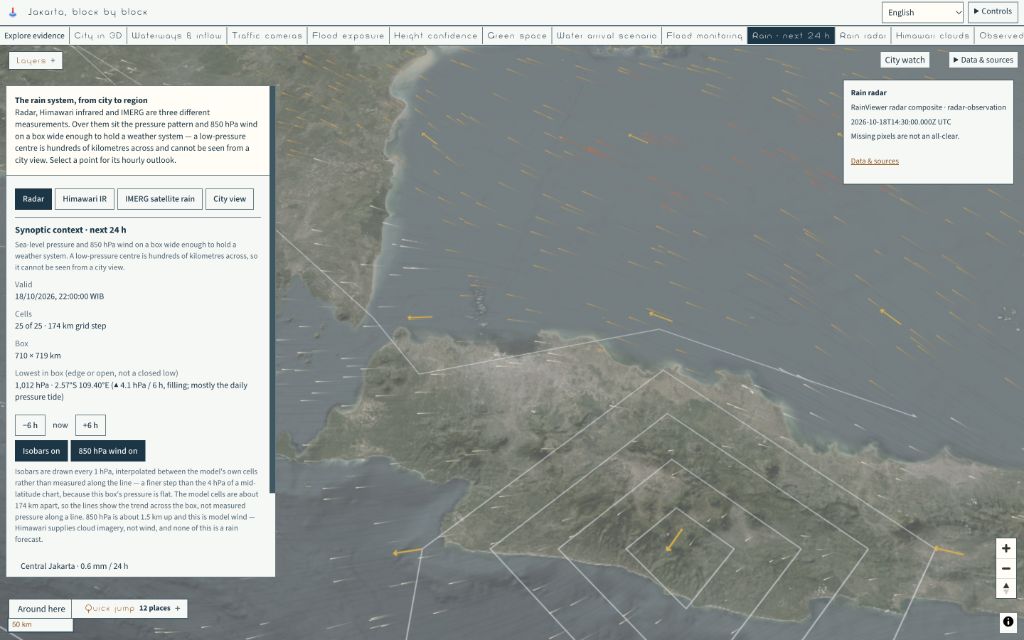 Jakarta, block by block
English
▶ Controls
Explore evidence
City in 3D
Waterways & inflow
Traffic cameras
Flood exposure
Height confidence
Green space
Water arrival scenario
Flood monitoring
Rain · next 24 h
Rain radar
Himawari clouds
Observed
Layers +
City watch
▶ Data & sources
The rain system, from city to region
Radar, Himawari infrared and IMERG are three different
measurements. Over them sit the pressure pattern and 850 hPa wind
on a box wide enough to hold a weather system — a low-pressure
centre is hundreds of kilometres across and cannot be seen from a
city view. Select a point for its hourly outlook.
Radar
Himawari IR
IMERG satellite rain
City view
Synoptic context · next 24 h
Sea-level pressure and 850 hPa wind on a box wide enough to hold a
weather system. A low-pressure centre is hundreds of kilometres across, so
it cannot be seen from a city view.
Valid
18/10/2026, 22:00:00 WIB
Cells
25 of 25 · 174 km grid step
Box
710 × 719 km
Lowest in box (edge or open, not a closed low)
1,012 hPa · 2.57°S 109.40°E (▲ 4.1 hPa / 6 h, filling; mostly the daily
pressure tide)
−6 h
now
+6 h
Isobars on
850 hPa wind on
Isobars are drawn every 1 hPa, interpolated between the model's own cells
rather than measured along the line — a finer step than the 4 hPa of a mid-
latitude chart, because this box's pressure is flat. The model cells are about
174 km apart, so the lines show the trend across the box, not measured
pressure along a line. 850 hPa is about 1.5 km up and this is model wind —
Himawari supplies cloud imagery, not wind, and none of this is a rain
forecast.
Central Jakarta · 0.6 mm / 24 h
Rain radar
RainViewer radar composite · radar-observation
2026-10-18T14:30:00.000Z UTC
Missing pixels are not an all-clear.
Data & sources
Around here
Quick jump 12 places +
50 km